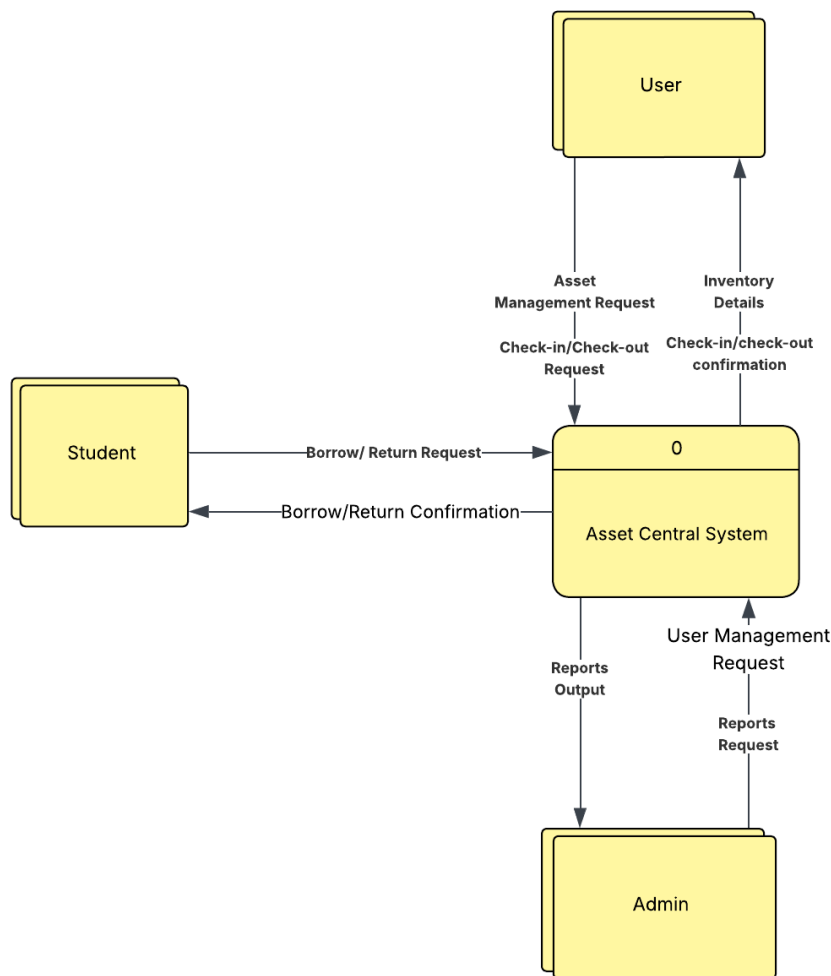 User
Asset
Management Request
Check-in/Check-out
Request
Inventory
Details
Check-in/check-out
confirmation
Student
Borrow/ Return Request
Borrow/Return Confirmation
0
Asset Central System
Reports
Output
User Management
Request
Reports
Request
Admin